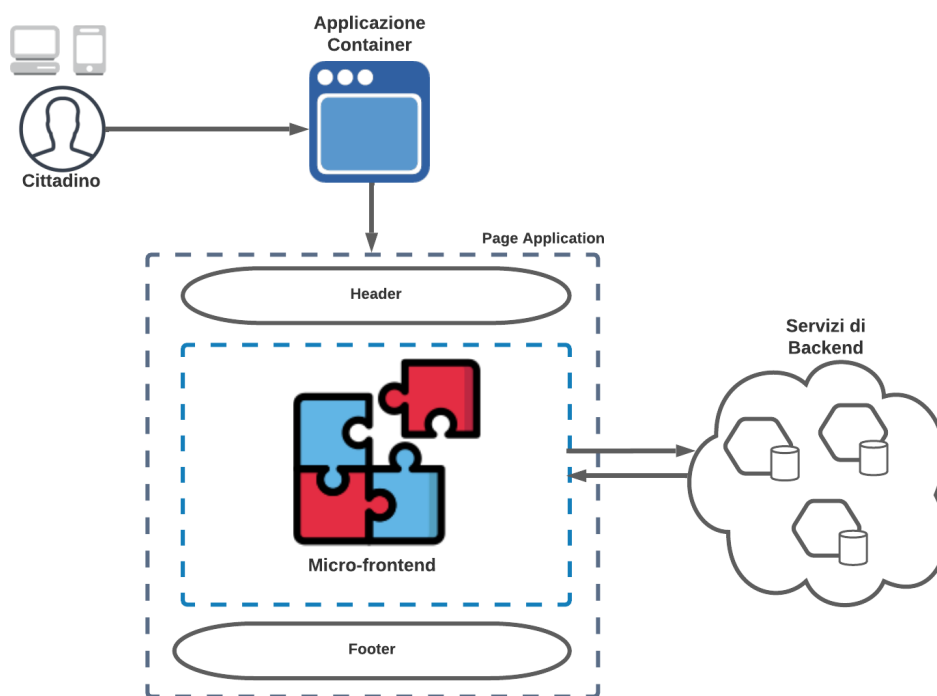 Applicazione
Container
Cittadino
Page Application
Header
Servizi di
Backend
Micro-frontend
Footer